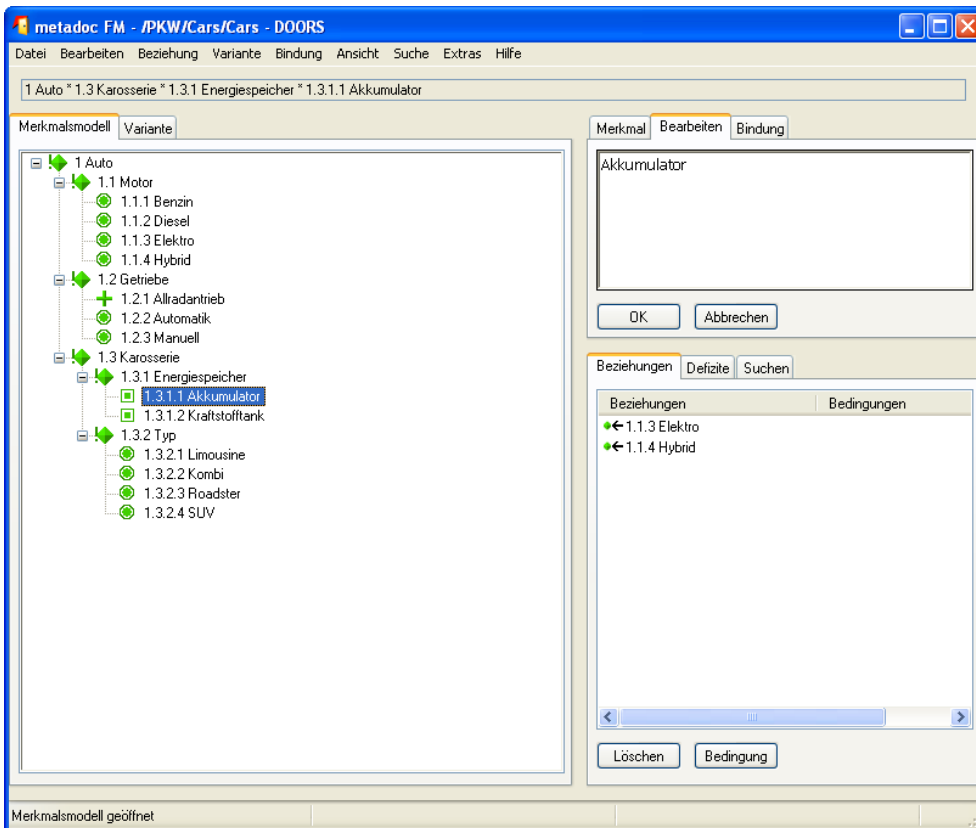 metadoc FM - /PKW/Cars/Cars - DOORS
Datei Bearbeiten Beziehung Variante Bindung Ansicht Suche Extras Hilfe
1 Auto * 1.3 Karosserie * 1.3.1 Energiespeicher * 1.3.1.1 Akkumulator
Merkmalsmodell Variante
1 Auto
1.1 Motor
1.1.1 Benzin
1.1.2 Diesel
1.1.3 Elektro
1.1.4 Hybrid
1.2 Getriebe
1.2.1 Allradantrieb
1.2.2 Automatik
1.2.3 Manuell
1.3 Karosserie
1.3.1 Energiespeicher
1.3.1.1 Akkumulator
1.3.1.2 Kraftstofftank
1.3.2 Typ
1.3.2.1 Limousine
1.3.2.2 Kombi
1.3.2.3 Roadster
1.3.2.4 SUV
Merkmal Bearbeiten Bindung
Akkumulator
OK Abbrechen
Beziehungen Defizite Suchen
Beziehungen Bedingungen
1.1.3 Elektro
1.1.4 Hybrid
Löschen Bedingung
Merkmalsmodell geöffnet